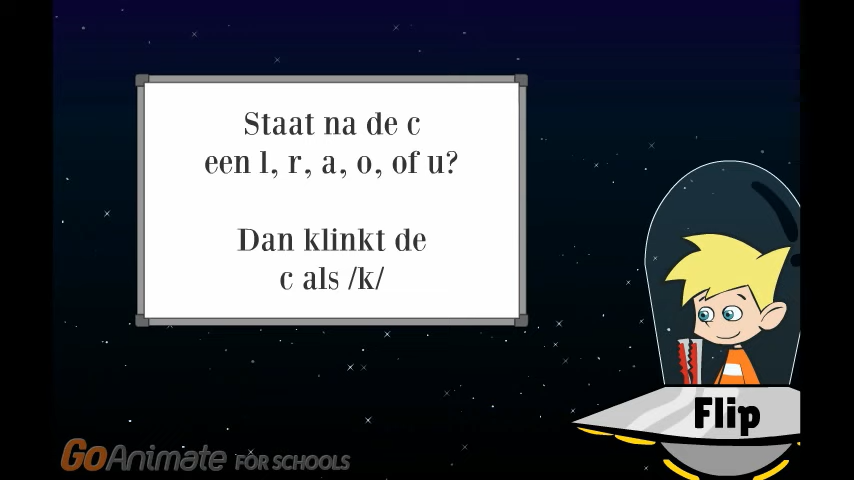 Staat na de c
een l, r, a, o, of u?
Dan klinkt de
c als /k/
Flip
GoAnimate FOR SCHOOLS